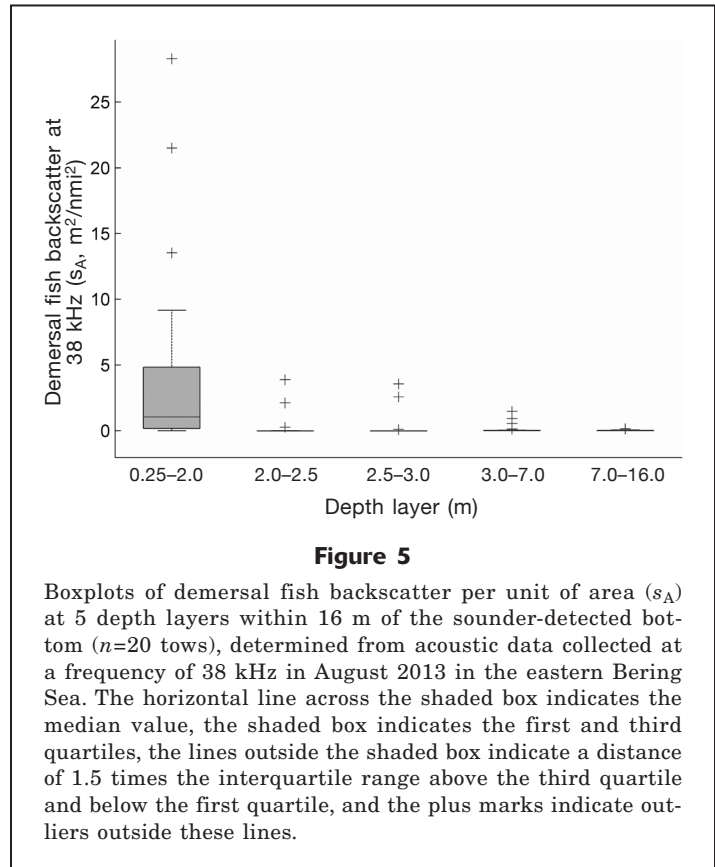 Demersal fish backscatter at
38 kHz (sA, m²/nmi²)
25
20
15
10
5
0
0.25–2.0 2.0–2.5 2.5–3.0 3.0–7.0 7.0–16.0
Depth layer (m)
Figure 5
Boxplots of demersal fish backscatter per unit of area (sA)
at 5 depth layers within 16 m of the sounder-detected bot-
tom (n=20 tows), determined from acoustic data collected at
a frequency of 38 kHz in August 2013 in the eastern Bering
Sea. The horizontal line across the shaded box indicates the
median value, the shaded box indicates the first and third
quartiles, the lines outside the shaded box indicate a distance
of 1.5 times the interquartile range above the third quartile
and below the first quartile, and the plus marks indicate out-
liers outside these lines.